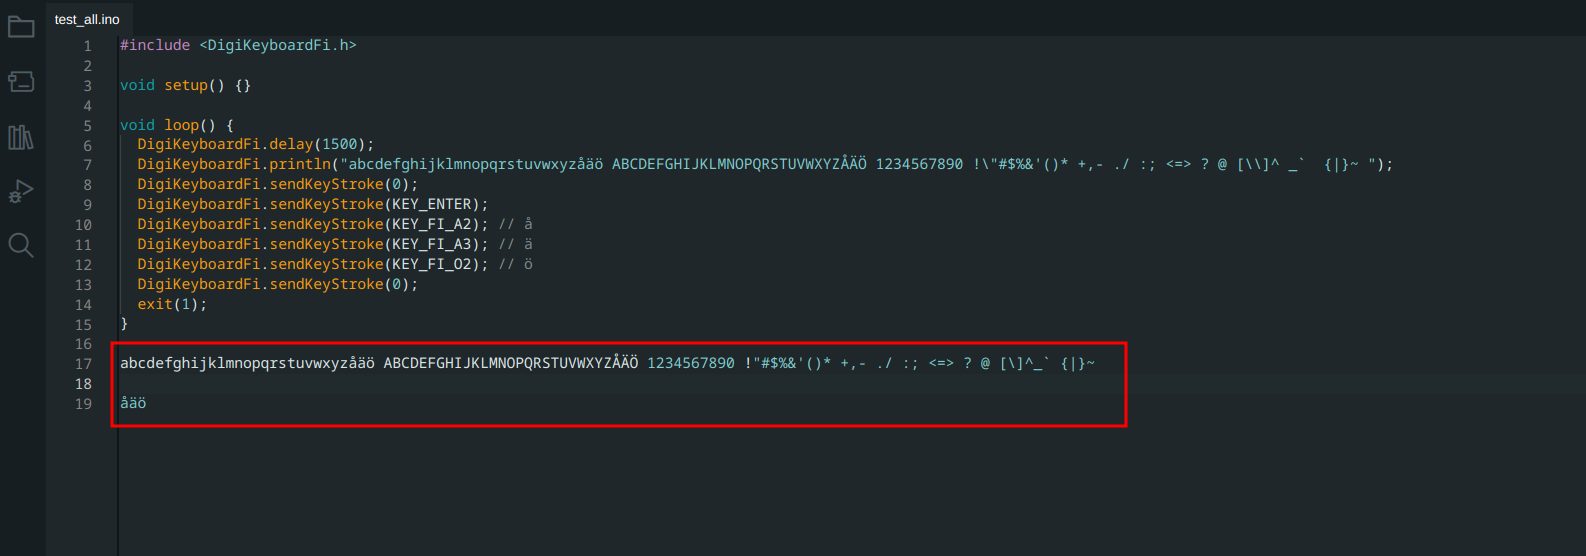 test_all.ino
1 #include <DigiKeyboardFi.h>
2
3 void setup() {}
4
5 void loop() {
6   DigiKeyboardFi.delay(1500);
7   DigiKeyboardFi.println("abcdefghijklmnopqrstuvwxyzåäö ABCDEFGHIJKLMNOPQRSTUVWXYZÅÄÖ 1234567890 !\"#$%&'()* +,- ./ :; <=> ? @ [\\]^ _`  {|}~ ");
8   DigiKeyboardFi.sendKeyStroke(0);
9   DigiKeyboardFi.sendKeyStroke(KEY_ENTER);
10   DigiKeyboardFi.sendKeyStroke(KEY_FI_A2); // å
11   DigiKeyboardFi.sendKeyStroke(KEY_FI_A3); // ä
12   DigiKeyboardFi.sendKeyStroke(KEY_FI_O2); // ö
13   DigiKeyboardFi.sendKeyStroke(0);
14   exit(1);
15 }
16
17 abcdefghijklmnopqrstuvwxyzåäö ABCDEFGHIJKLMNOPQRSTUVWXYZÅÄÖ 1234567890 !"#$%&'()* +,- ./ :; <=> ? @ [\]^_` {|}~
18
19 åäö